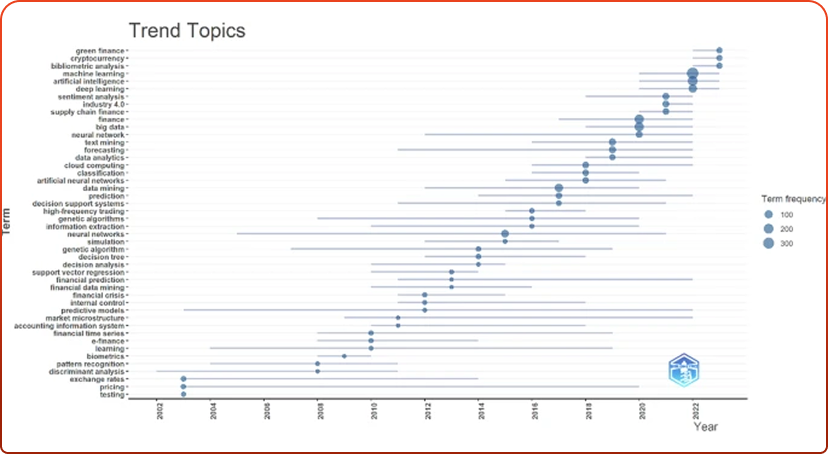 Trend Topics
green finance
cryptocurrency
bibliometric analysis
machine learning
artificial intelligence
deep learning
sentiment analysis
industry 4.0
supply chain finance
finance
big data
neural network
text mining
forecasting
data analytics
cloud computing
classification
artificial neural networks
data mining
prediction
decision support systems
high-frequency trading
genetic algorithms
information extraction
neural networks
simulation
genetic algorithm
decision tree
decision analysis
support vector regression
financial prediction
financial data mining
financial crisis
internal control
predictive models
market microstructure
accounting information system
financial time series
e-finance
learning
biometrics
pattern recognition
discriminant analysis
exchange rates
pricing
testing
Term
2002
2004
2006
2008
2010
2012
2014
2016
2018
2020
2022
Year
Term frequency
100
200
300